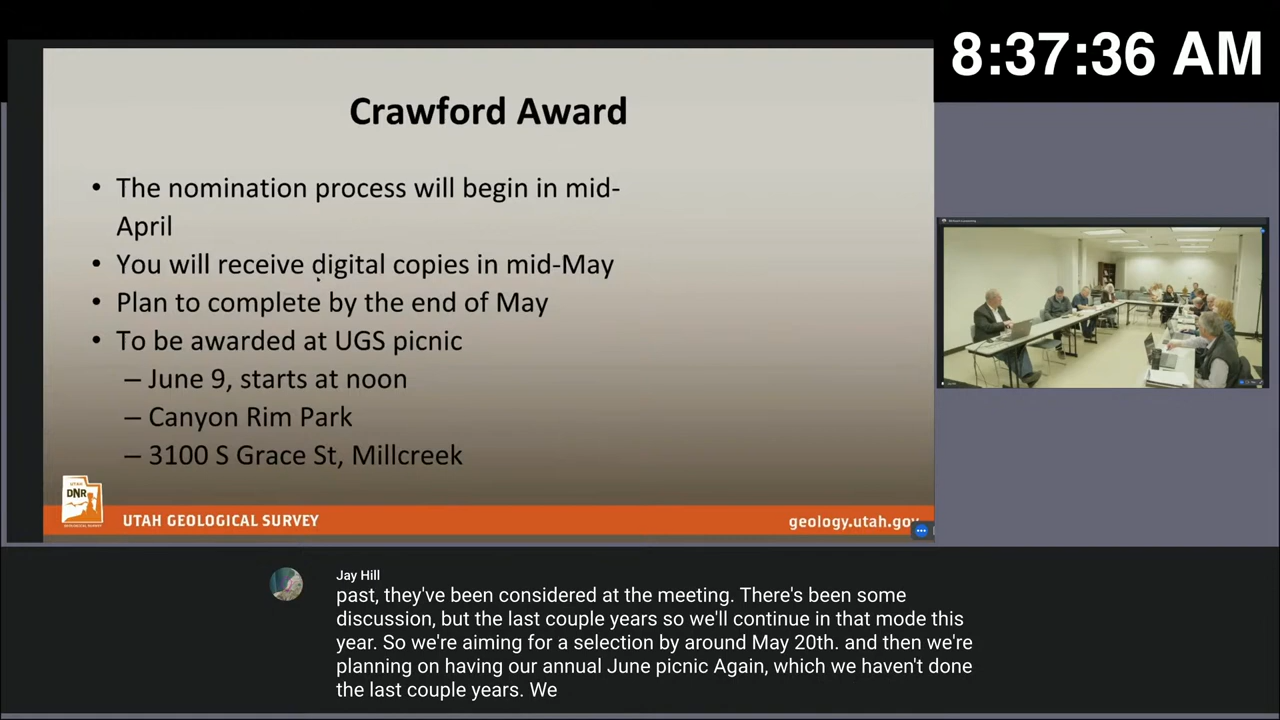 8:37:36 AM
Crawford Award
• The nomination process will begin in mid-
April
• You will receive digital copies in mid-May
• Plan to complete by the end of May
• To be awarded at UGS picnic
– June 9, starts at noon
– Canyon Rim Park
– 3100 S Grace St, Millcreek
UTAH
DNR
UTAH GEOLOGICAL SURVEY
geology.utah.gov
Jay Hill
past, they've been considered at the meeting. There's been some
discussion, but the last couple years so we'll continue in that mode this
year. So we're aiming for a selection by around May 20th. and then we're
planning on having our annual June picnic Again, which we haven't done
the last couple years. We